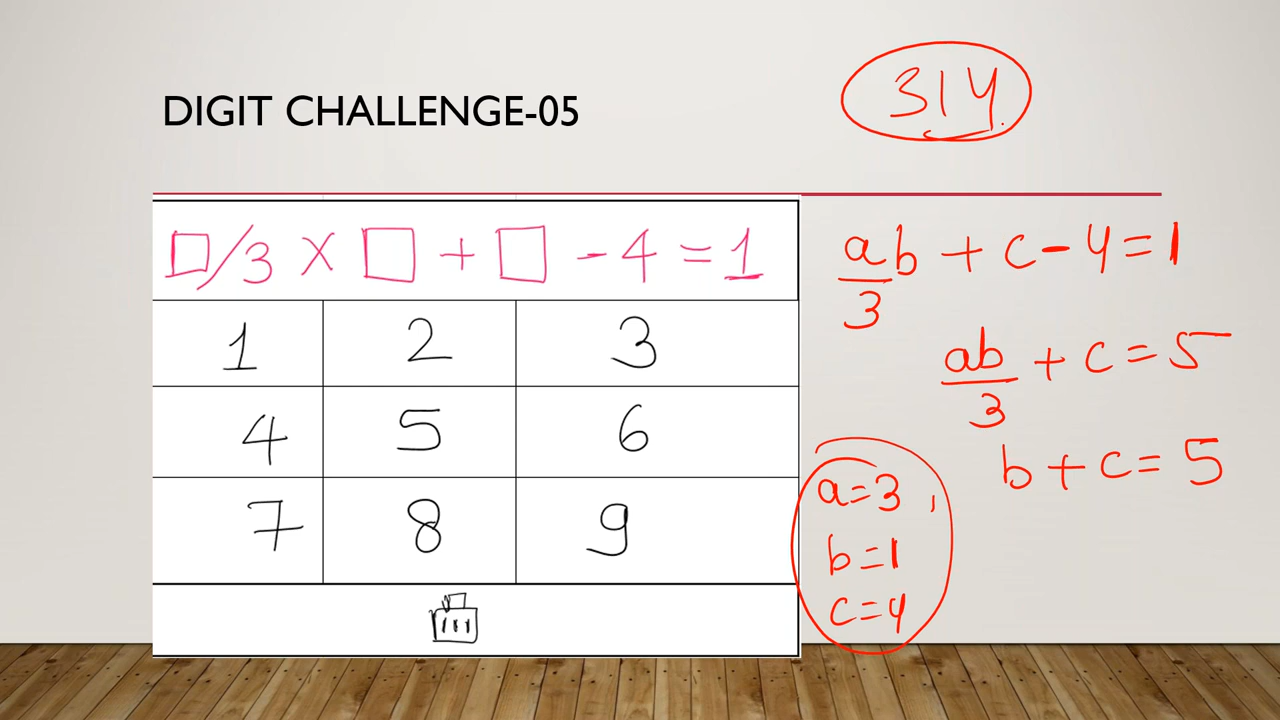 DIGIT CHALLENGE-05
314
□/3 × □ + □ - 4 = 1
1 2 3
4 5 6
7 8 9
a/3 b + c - 4 = 1
ab/3 + c = 5
b + c = 5
a = 3,
b = 1
c = 4